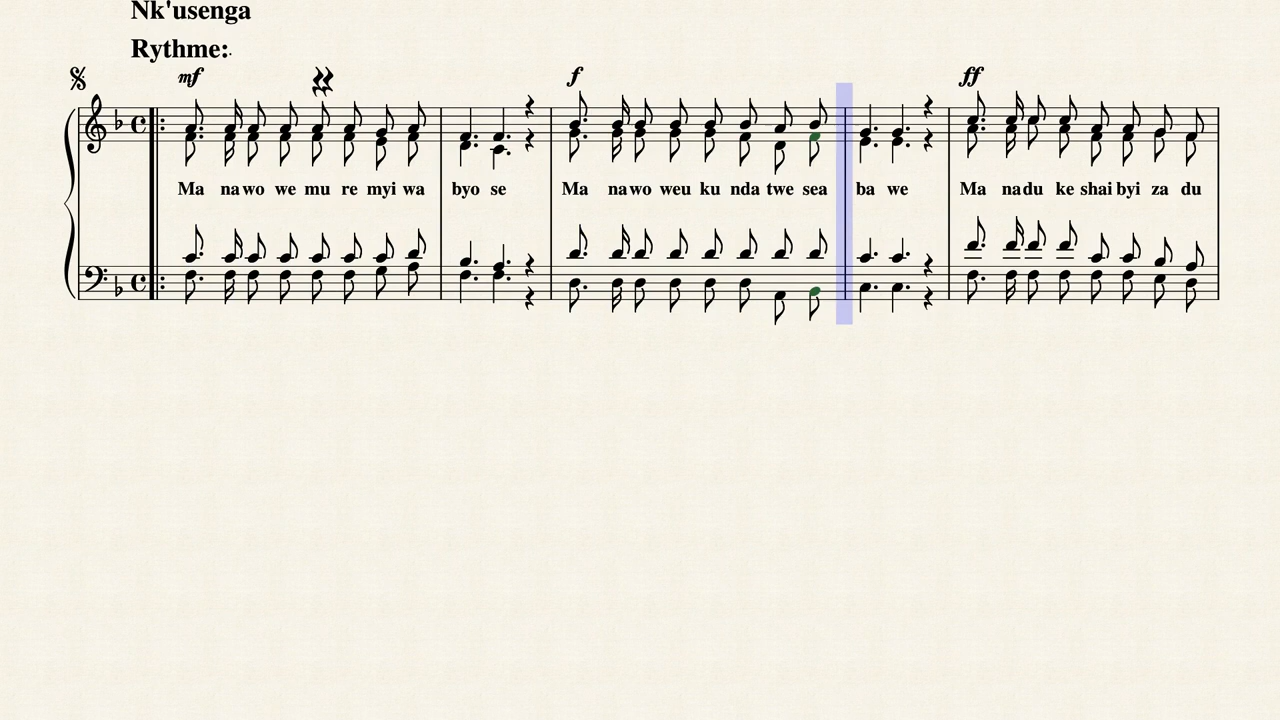 Nk'usenga
Rythme:.
mf f ff
Ma na wo we mu re myi wa byo se Ma na wo weu ku nda twe sea ba we Ma na du ke shai byi za du